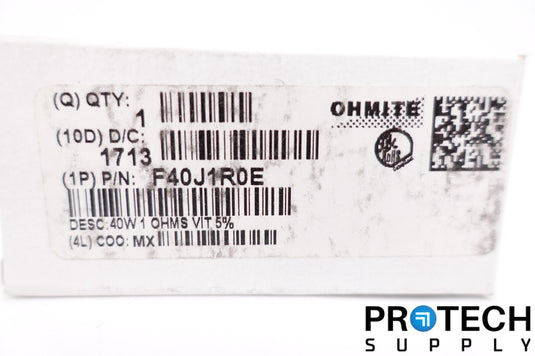 (Q) QTY:
1
OHMITE
(10D) D/C:
1713
(1P) P/N: F40J1R0E
DESC:40W 1 OHMS VIT 5%
(4L) COO: MX
PROTECH
SUPPLY